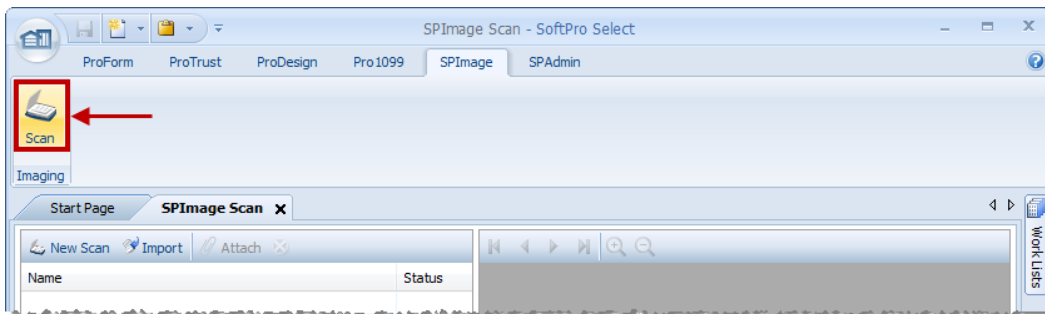 SPImage Scan - SoftPro Select
ProForm ProTrust ProDesign Pro1099 SPImage SPAdmin
Scan
Imaging
Start Page SPImage Scan
New Scan Import Attach
Name Status
Work Lists